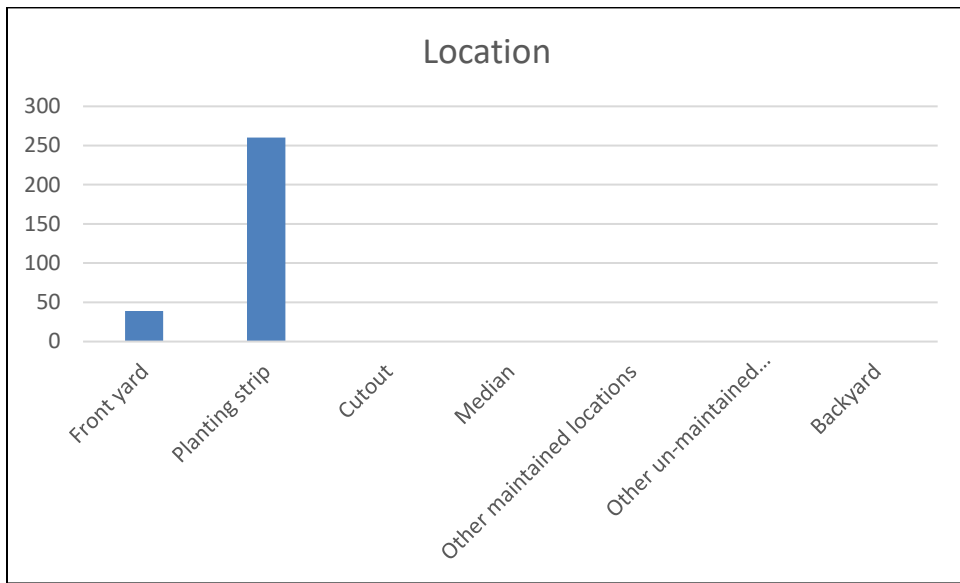 Location
300
250
200
150
100
50
0
Front yard
Planting strip
Cutout
Median
Other maintained locations
Other un-maintained...
Backyard